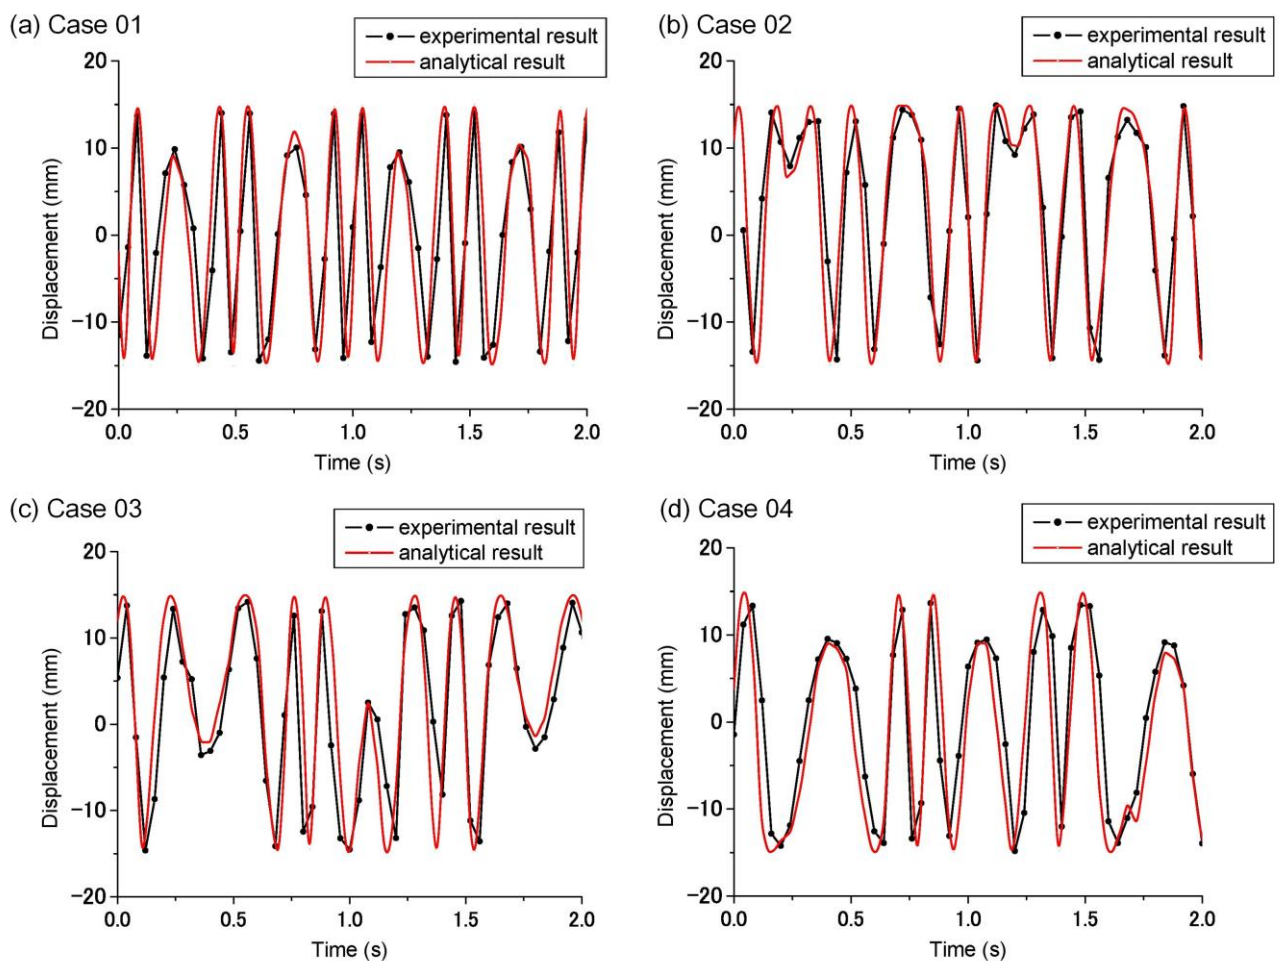 (a) Case 01
experimental result
analytical result
20
10
0
−10
−20
Displacement (mm)
0.0 0.5 1.0 1.5 2.0
Time (s)
(b) Case 02
experimental result
analytical result
20
10
0
−10
−20
Displacement (mm)
0.0 0.5 1.0 1.5 2.0
Time (s)
(c) Case 03
experimental result
analytical result
20
10
0
−10
−20
Displacement (mm)
0.0 0.5 1.0 1.5 2.0
Time (s)
(d) Case 04
experimental result
analytical result
20
10
0
−10
−20
Displacement (mm)
0.0 0.5 1.0 1.5 2.0
Time (s)